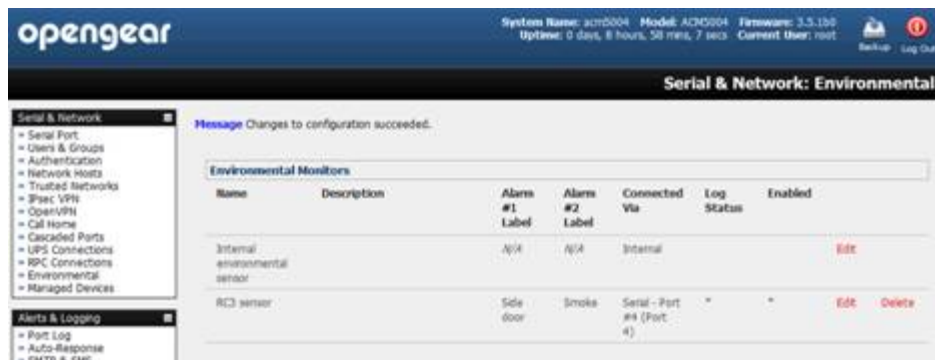 opengear
System Name: acm5004 Model: ACM5004 Firmware: 3.5.1b0
Uptime: 0 days, 8 hours, 58 mins, 7 secs Current User: root
Backup
Log Out
Serial & Network: Environmental
Serial & Network
Serial Port
Users & Groups
Authentication
Network Hosts
Trusted Networks
IPsec VPN
OpenVPN
Call Home
Cascaded Ports
UPS Connections
RPC Connections
Environmental
Managed Devices
Alerts & Logging
Port Log
Auto-Response
SMTP & SMS
Message Changes to configuration succeeded.
Environmental Monitors
Name Description Alarm #1 Label Alarm #2 Label Connected Via Log Status Enabled
Internal environmental sensor N/A N/A Internal Edit
RC3 sensor Side door Smoke Serial - Port #4 (Port 4) * * Edit Delete